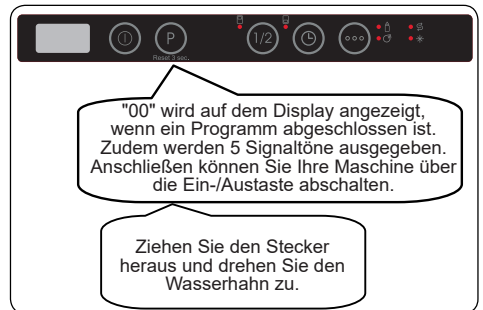 P
1/2
Reset 3 sec.
"00" wird auf dem Display angezeigt,
wenn ein Programm abgeschlossen ist.
Zudem werden 5 Signaltöne ausgegeben.
Anschließen können Sie Ihre Maschine über
die Ein-/Austaste abschalten.
Ziehen Sie den Stecker
heraus und drehen Sie den
Wasserhahn zu.